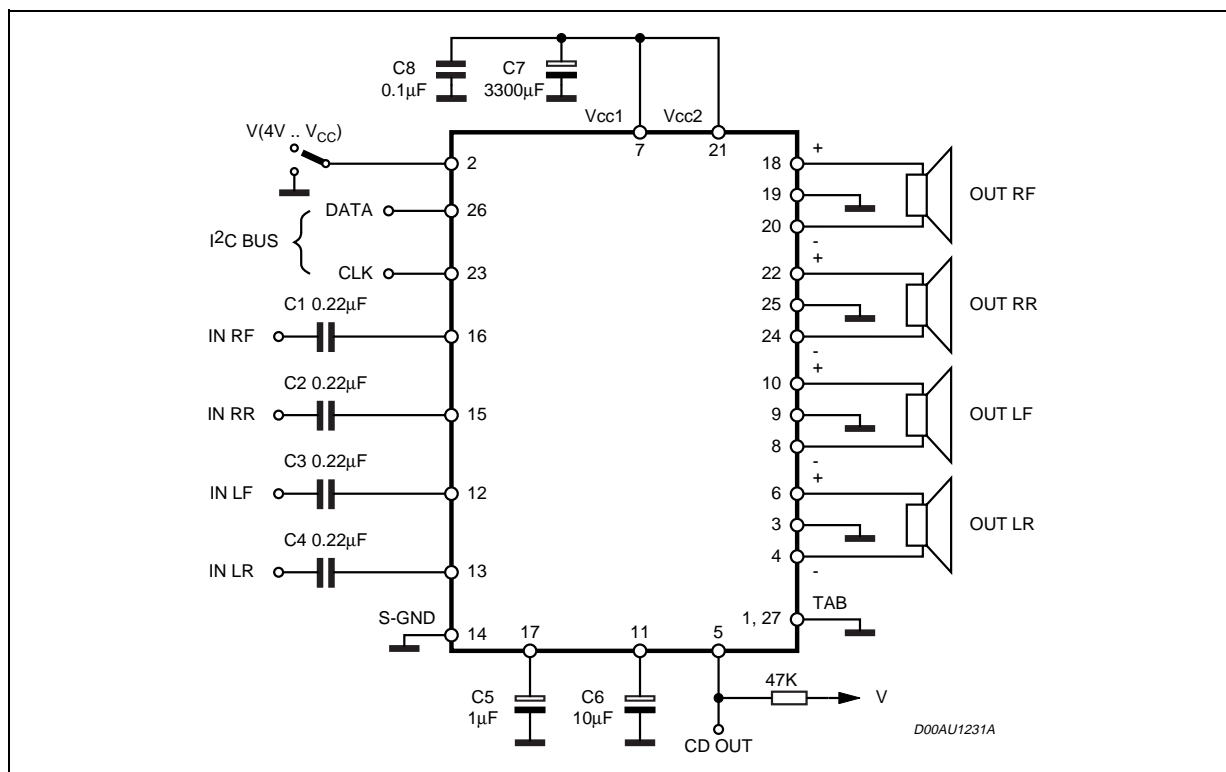 C8
0.1μF
C7
3300μF
Vcc1
Vcc2
7
21
V(4V .. VCC)
2
DATA
26
I2C BUS
CLK
23
C1 0.22μF
IN RF
16
C2 0.22μF
IN RR
15
C3 0.22μF
IN LF
12
C4 0.22μF
IN LR
13
S-GND
14
17
11
5
C5
1μF
C6
10μF
47K
V
CD OUT
18
+
19
20
-
OUT RF
+
22
25
24
-
OUT RR
+
10
9
8
-
OUT LF
+
6
3
4
-
OUT LR
TAB
1, 27
D00AU1231A